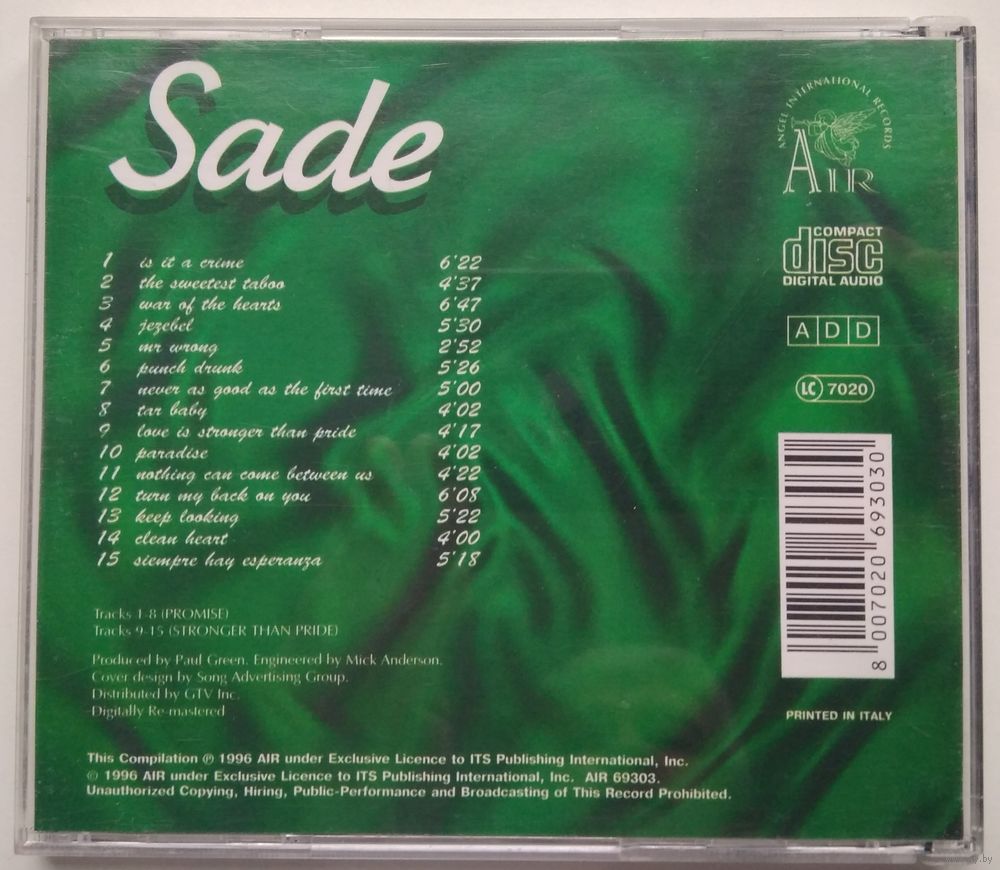 Sade
1 is it a crime 6'22
2 the sweetest taboo 4'37
3 war of the hearts 6'47
4 jezebel 5'30
5 mr wrong 2'52
6 punch drunk 5'26
7 never as good as the first time 5'00
8 tar baby 4'02
9 love is stronger than pride 4'17
10 paradise 4'02
11 nothing can come between us 4'22
12 turn my back on you 6'08
13 keep looking 5'22
14 clean heart 4'00
15 siempre hay esperanza 5'18
Tracks 1-8 (PROMISE)
Tracks 9-15 (STRONGER THAN PRIDE)
Produced by Paul Green. Engineered by Mick Anderson.
Cover design by Song Advertising Group.
Distributed by GTV Inc.
Digitally Re-mastered
This Compilation ℗ 1996 AIR under Exclusive Licence to ITS Publishing International, Inc.
© 1996 AIR under Exclusive Licence to ITS Publishing International, Inc. AIR 69303.
Unauthorized Copying, Hiring, Public-Performance and Broadcasting of This Record Prohibited.
ANGEL INTERNATIONAL RECORDS
AIR
COMPACT
disc
DIGITAL AUDIO
ADD
LC 7020
8 007020 693030
PRINTED IN ITALY